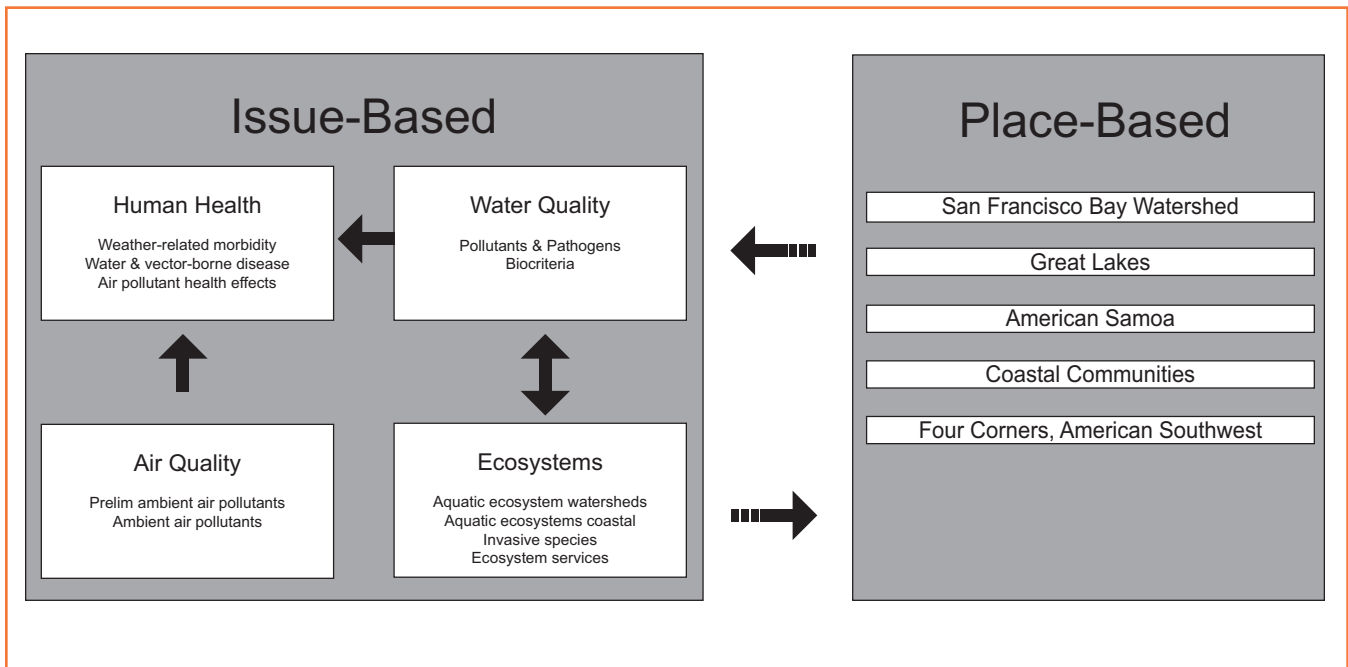 Issue-Based
Human Health
Weather-related morbidity
Water & vector-borne disease
Air pollutant health effects
Water Quality
Pollutants & Pathogens
Biocriteria
Air Quality
Prelim ambient air pollutants
Ambient air pollutants
Ecosystems
Aquatic ecosystem watersheds
Aquatic ecosystems coastal
Invasive species
Ecosystem services
Place-Based
San Francisco Bay Watershed
Great Lakes
American Samoa
Coastal Communities
Four Corners, American Southwest